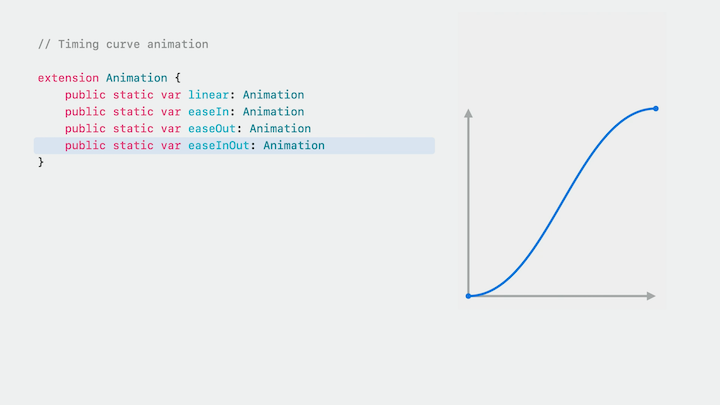 // Timing curve animation
extension Animation {
public static var linear: Animation
public static var easeIn: Animation
public static var easeOut: Animation
public static var easeInOut: Animation
}